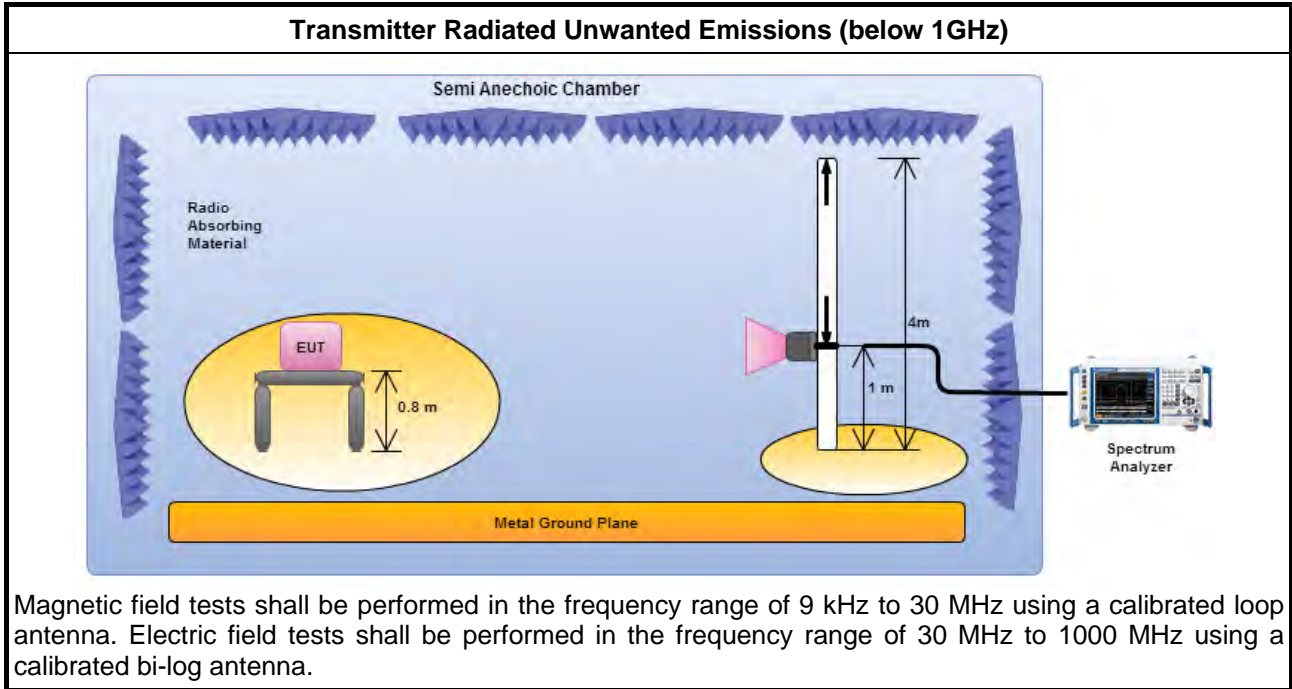 Transmitter Radiated Unwanted Emissions (below 1GHz)
Semi Anechoic Chamber
Radio
Absorbing
Material
EUT
0.8 m
4m
1 m
Spectrum
Analyzer
Metal Ground Plane
Magnetic field tests shall be performed in the frequency range of 9 kHz to 30 MHz using a calibrated loop
antenna. Electric field tests shall be performed in the frequency range of 30 MHz to 1000 MHz using a
calibrated bi-log antenna.